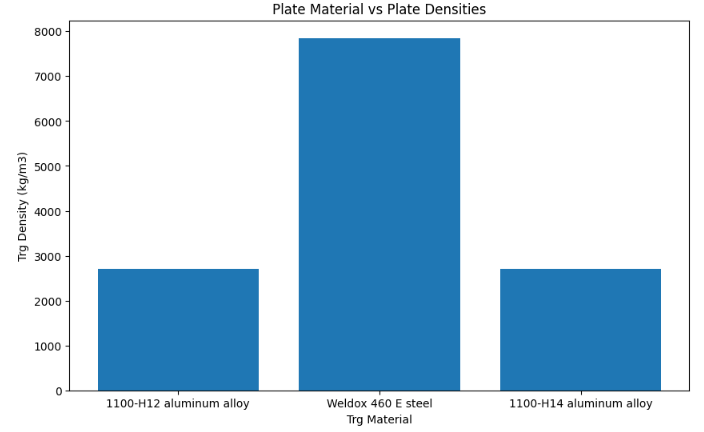 Plate Material vs Plate Densities
8000
7000
6000
5000
4000
3000
2000
1000
0
Trg Density (kg/m3)
1100-H12 aluminum alloy
Weldox 460 E steel
1100-H14 aluminum alloy
Trg Material